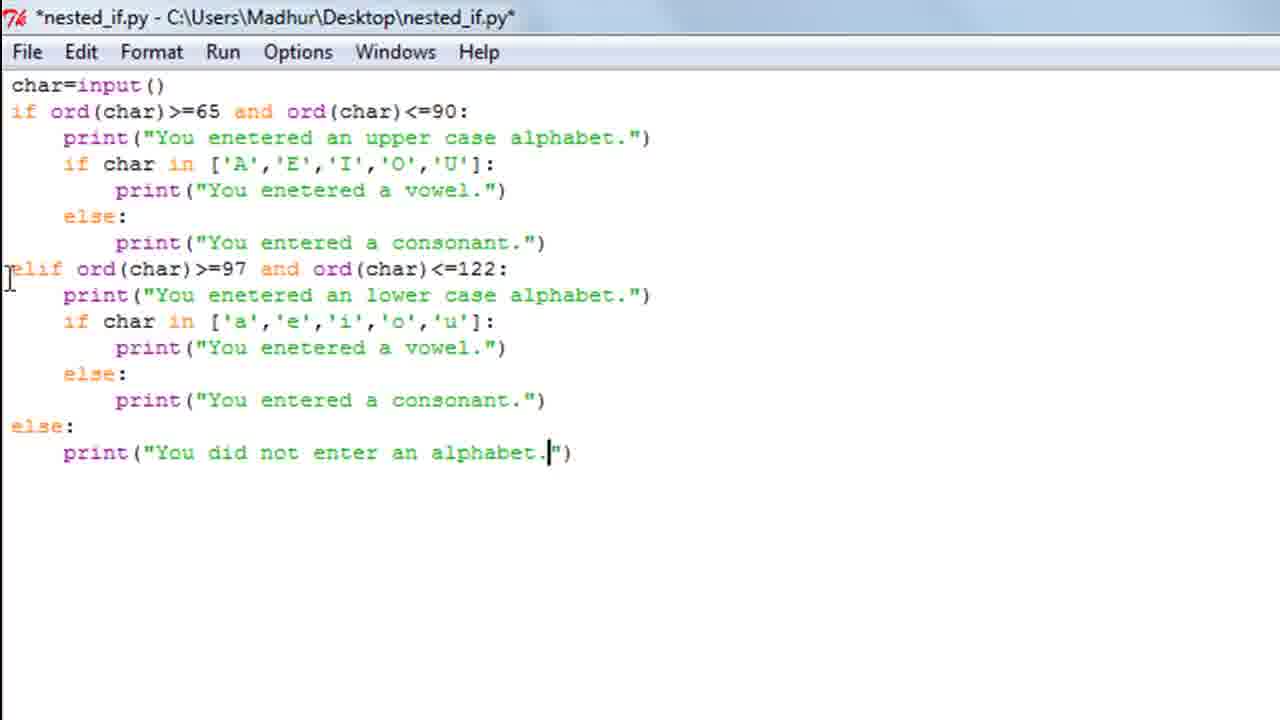 *nested_if.py - C:\Users\Madhur\Desktop\nested_if.py*
File Edit Format Run Options Windows Help
char=input()
if ord(char)>=65 and ord(char)<=90:
    print("You enetered an upper case alphabet.")
    if char in ['A','E','I','O','U']:
        print("You enetered a vowel.")
    else:
        print("You entered a consonant.")
elif ord(char)>=97 and ord(char)<=122:
    print("You enetered an lower case alphabet.")
    if char in ['a','e','i','o','u']:
        print("You enetered a vowel.")
    else:
        print("You entered a consonant.")
else:
    print("You did not enter an alphabet.")